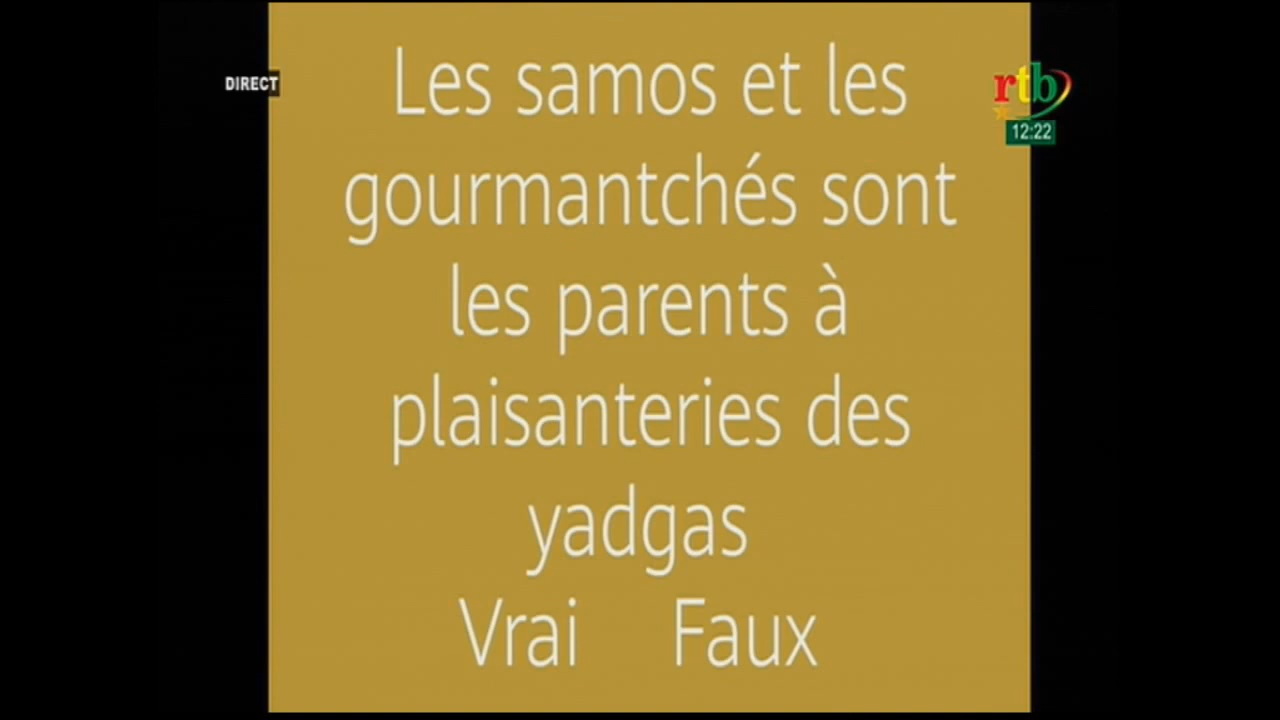 DIRECT
rtb
12:22
Les samos et les
gourmantchés sont
les parents à
plaisanteries des
yadgas
Vrai Faux